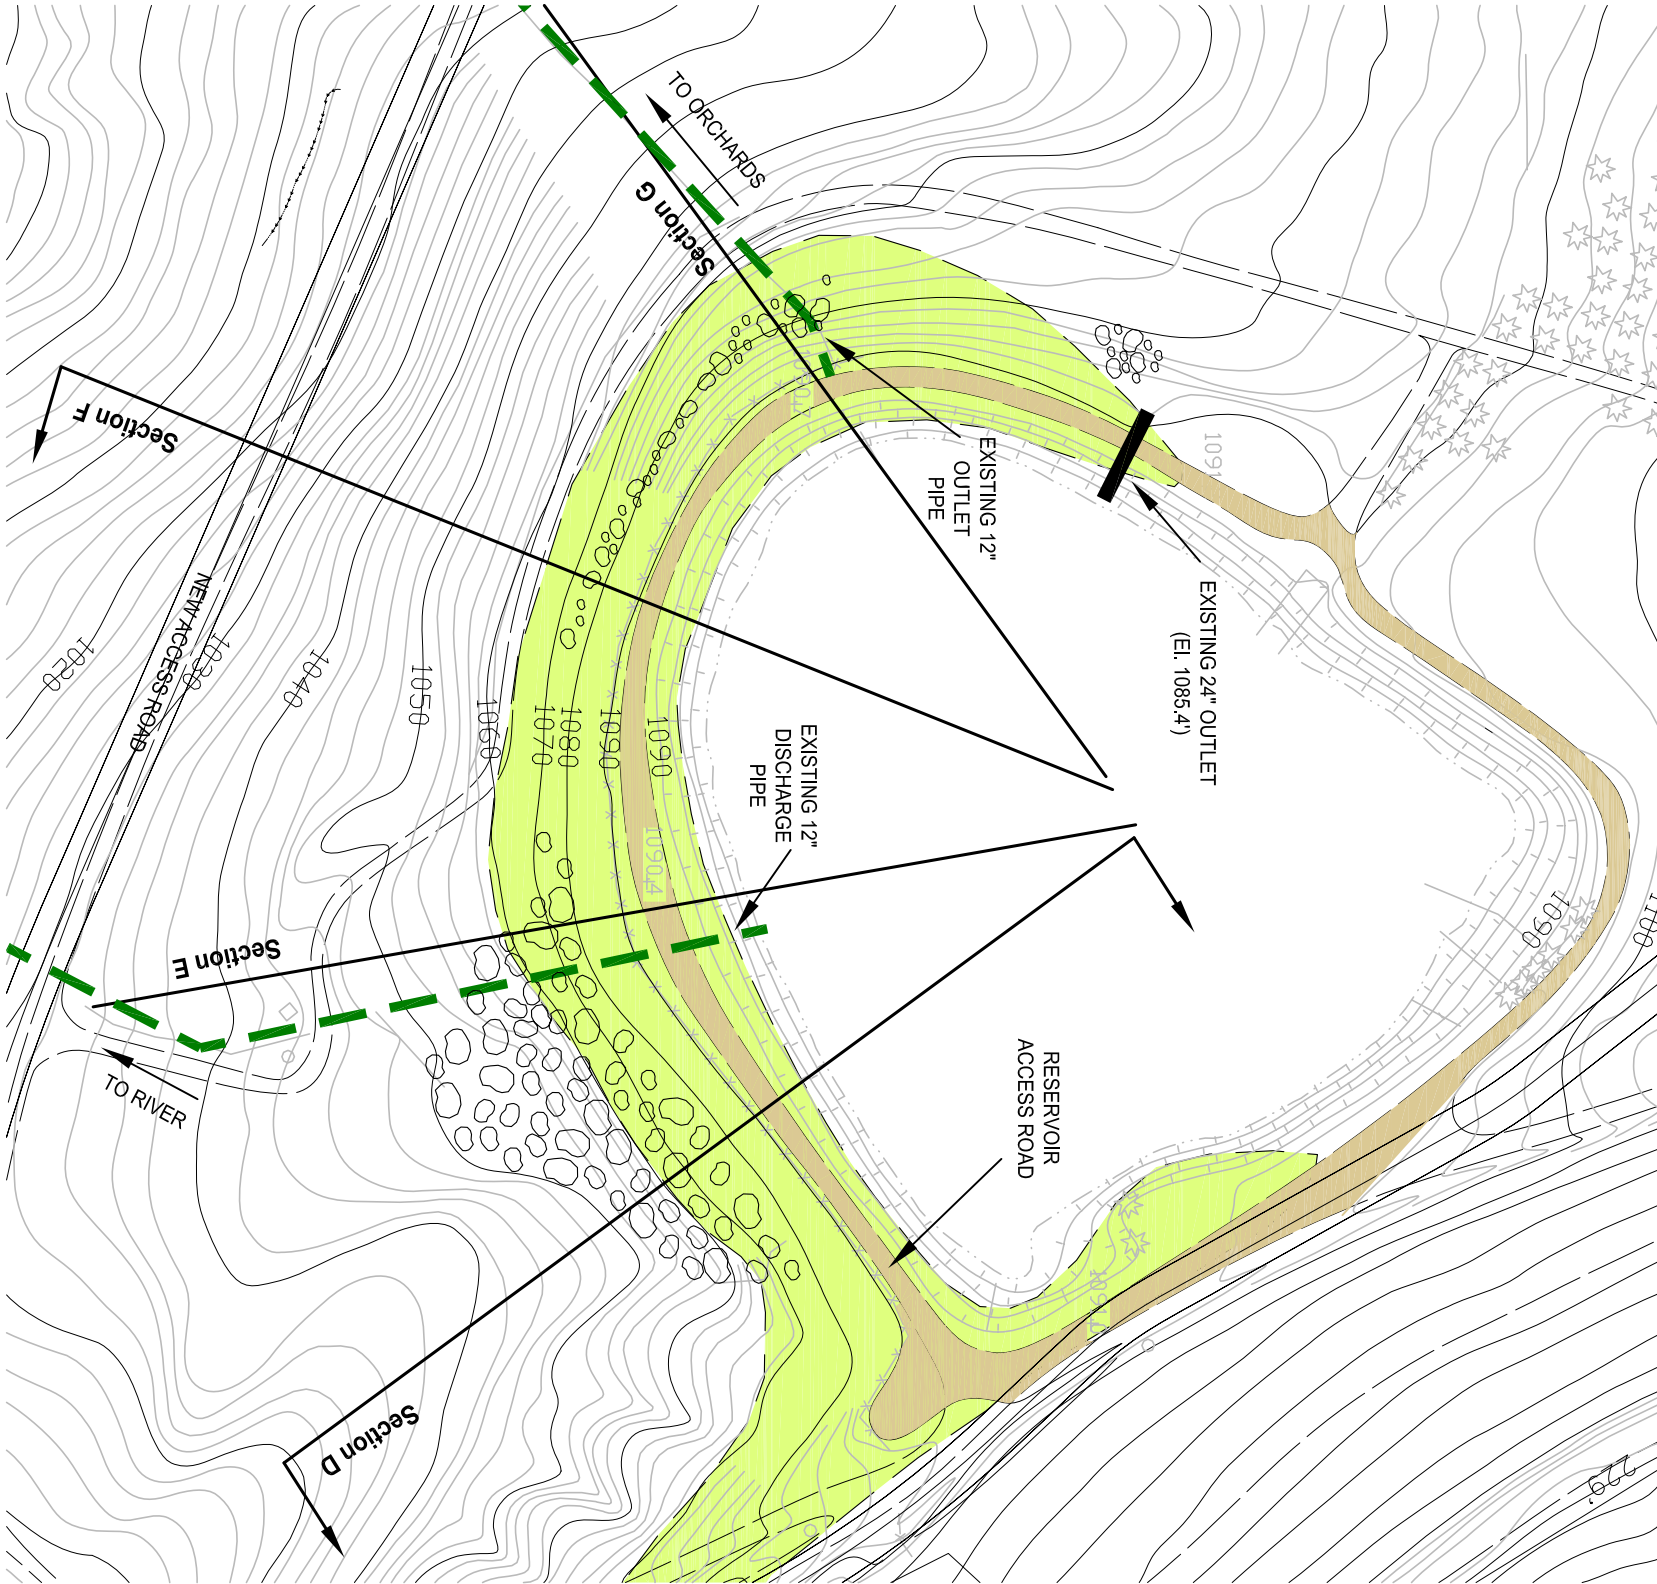 TO ORCHARDS
Section G
Section F
EXISTING 12"
OUTLET
PIPE
1091
EXISTING 24" OUTLET
(El. 1085.4')
NEW ACCESS ROAD
1020
1030
1040
1050
1060
1070
1080
1090
1090
EXISTING 12"
DISCHARGE
PIPE
1090.4
1090
1100
Section E
TO RIVER
RESERVOIR
ACCESS ROAD
Section D